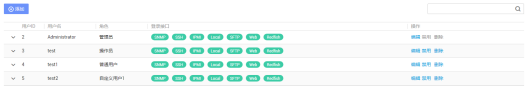 添加
用户ID 用户名 角色 登录接口 操作
2 Administrator 管理员 SNMP SSH IPMI Local SFTP Web Redfish 编辑 禁用 删除
3 test 操作员 SNMP SSH IPMI Local SFTP Web Redfish 编辑 禁用 删除
4 test1 普通用户 SNMP SSH IPMI Local SFTP Web Redfish 编辑 禁用 删除
5 test2 自定义用户1 SNMP SSH IPMI Local SFTP Web Redfish 编辑 禁用 删除